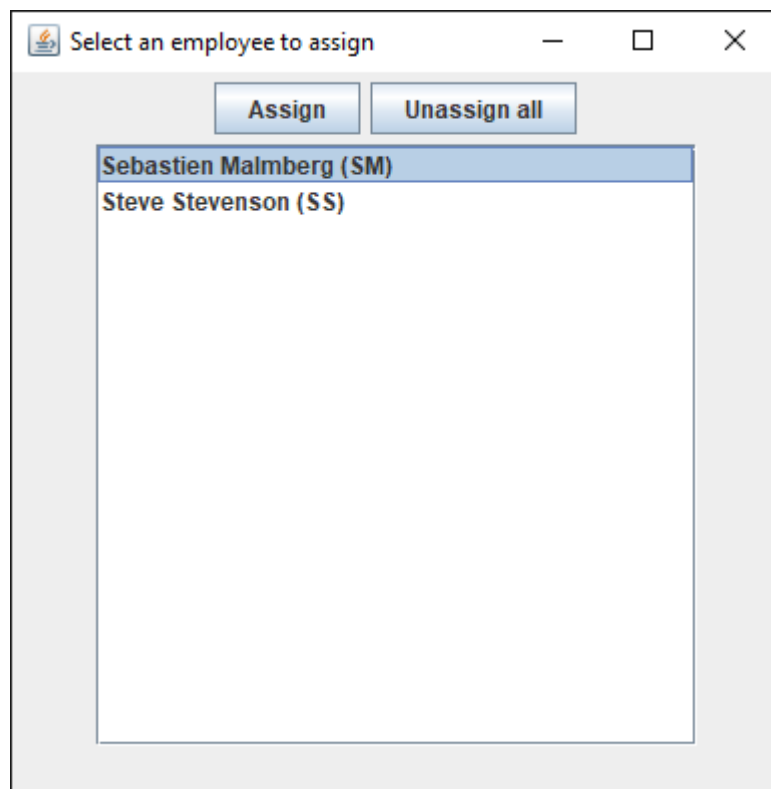 Select an employee to assign
Assign Unassign all
Sebastien Malmberg (SM)
Steve Stevenson (SS)